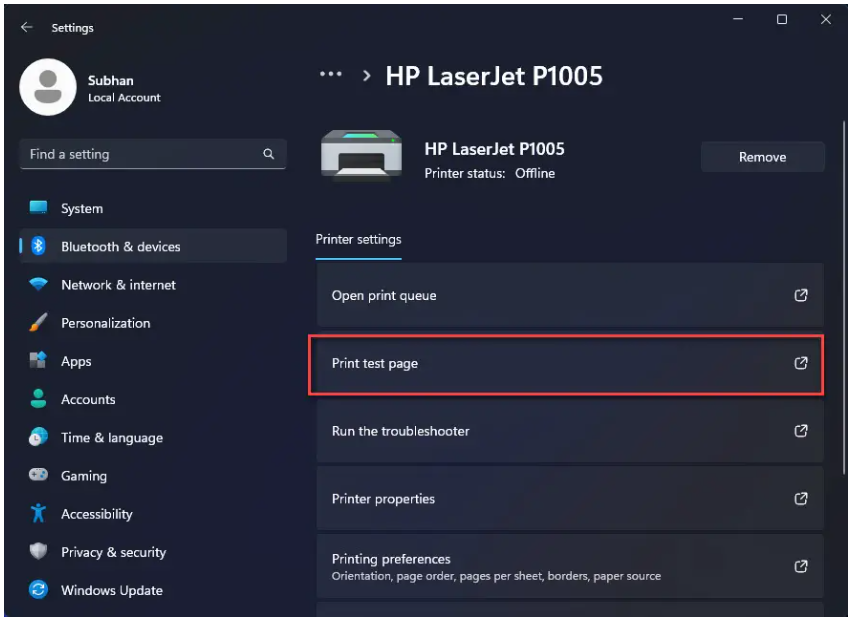 Settings
Subhan
Local Account
Find a setting
System
Bluetooth & devices
Network & internet
Personalization
Apps
Accounts
Time & language
Gaming
Accessibility
Privacy & security
Windows Update
... > HP LaserJet P1005
HP LaserJet P1005
Printer status: Offline
Remove
Printer settings
Open print queue
Print test page
Run the troubleshooter
Printer properties
Printing preferences
Orientation, page order, pages per sheet, borders, paper source